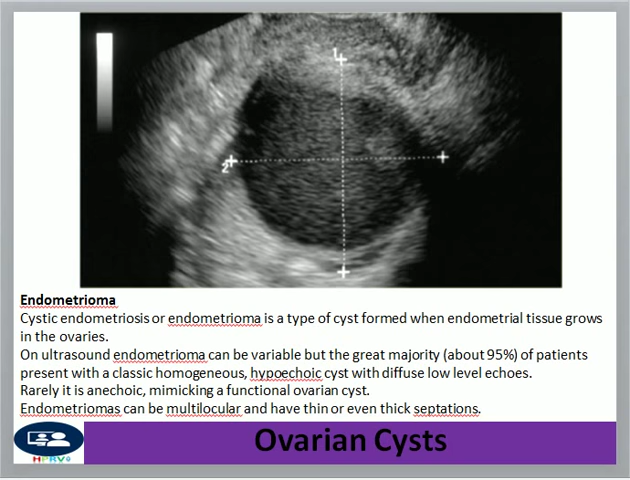 1
2
Endometrioma
Cystic endometriosis or endometrioma is a type of cyst formed when endometrial tissue grows
in the ovaries.
On ultrasound endometrioma can be variable but the great majority (about 95%) of patients
present with a classic homogeneous, hypoechoic cyst with diffuse low level echoes.
Rarely it is anechoic, mimicking a functional ovarian cyst.
Endometriomas can be multilocular and have thin or even thick septations.
Ovarian Cysts
HPRV